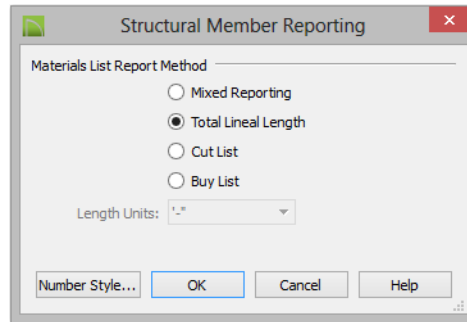 Structural Member Reporting
Materials List Report Method
Mixed Reporting
Total Lineal Length
Cut List
Buy List
Length Units: '-"
Number Style... OK Cancel Help